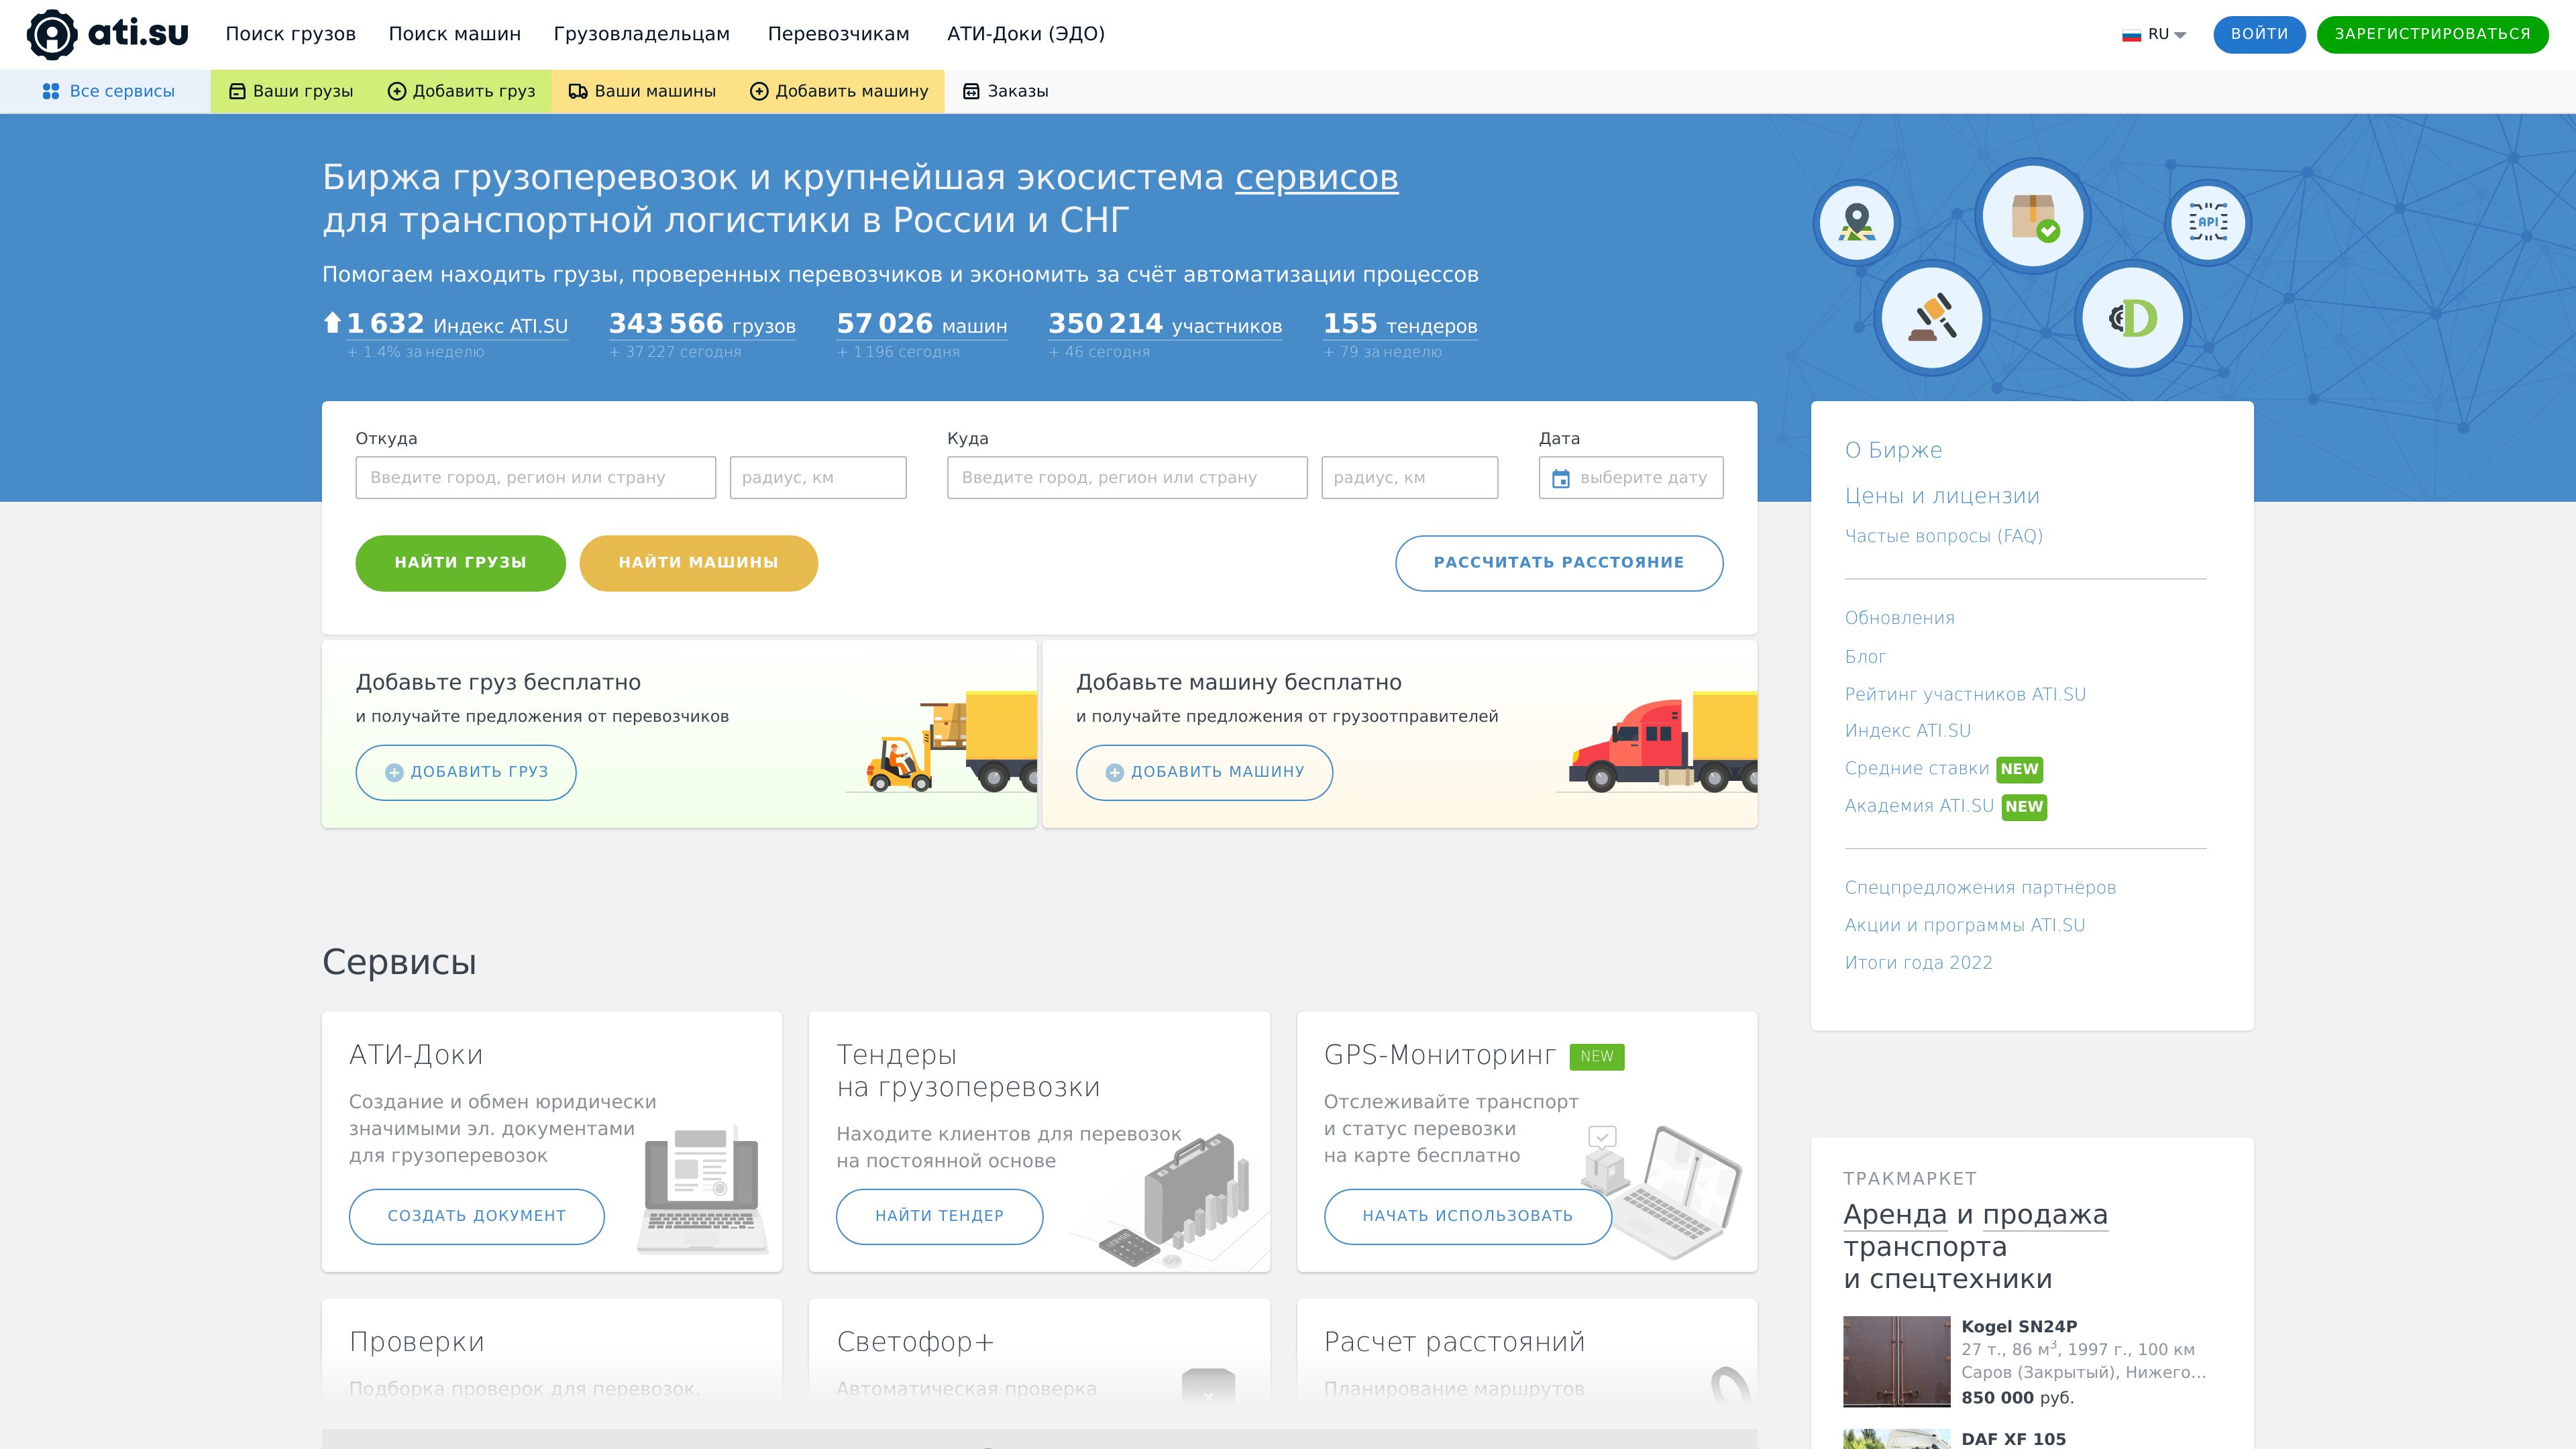 ati.su
Поиск грузов
Поиск машин
Грузовладельцам
Перевозчикам
АТИ-Доки (ЭДО)
RU
ВОЙТИ
ЗАРЕГИСТРИРОВАТЬСЯ
Все сервисы
Ваши грузы
Добавить груз
Ваши машины
Добавить машину
Заказы
Биржа грузоперевозок и крупнейшая экосистема сервисов
для транспортной логистики в России и СНГ
Помогаем находить грузы, проверенных перевозчиков и экономить за счёт автоматизации процессов
1 632 Индекс ATI.SU
+ 1.4% за неделю
343 566 грузов
+ 37 227 сегодня
57 026 машин
+ 1 196 сегодня
350 214 участников
+ 46 сегодня
155 тендеров
+ 79 за неделю
API
Откуда
Введите город, регион или страну
радиус, км
Куда
Введите город, регион или страну
радиус, км
Дата
выберите дату
НАЙТИ ГРУЗЫ
НАЙТИ МАШИНЫ
РАССЧИТАТЬ РАССТОЯНИЕ
Добавьте груз бесплатно
и получайте предложения от перевозчиков
ДОБАВИТЬ ГРУЗ
Добавьте машину бесплатно
и получайте предложения от грузоотправителей
ДОБАВИТЬ МАШИНУ
О Бирже
Цены и лицензии
Частые вопросы (FAQ)
Обновления
Блог
Рейтинг участников ATI.SU
Индекс ATI.SU
Средние ставки NEW
Академия ATI.SU NEW
Спецпредложения партнёров
Акции и программы ATI.SU
Итоги года 2022
Сервисы
АТИ-Доки
Создание и обмен юридически
значимыми эл. документами
для грузоперевозок
СОЗДАТЬ ДОКУМЕНТ
Тендеры
на грузоперевозки
Находите клиентов для перевозок
на постоянной основе
НАЙТИ ТЕНДЕР
GPS-Мониторинг NEW
Отслеживайте транспорт
и статус перевозки
на карте бесплатно
НАЧАТЬ ИСПОЛЬЗОВАТЬ
Проверки
Подборка проверок для перевозок.
Светофор+
Автоматическая проверка
Расчет расстояний
Планирование маршрутов
ТРАКМАРКЕТ
Аренда и продажа
транспорта
и спецтехники
Kogel SN24P
27 т., 86 м³, 1997 г., 100 км
Саров (Закрытый), Нижего...
850 000 руб.
DAF XF 105